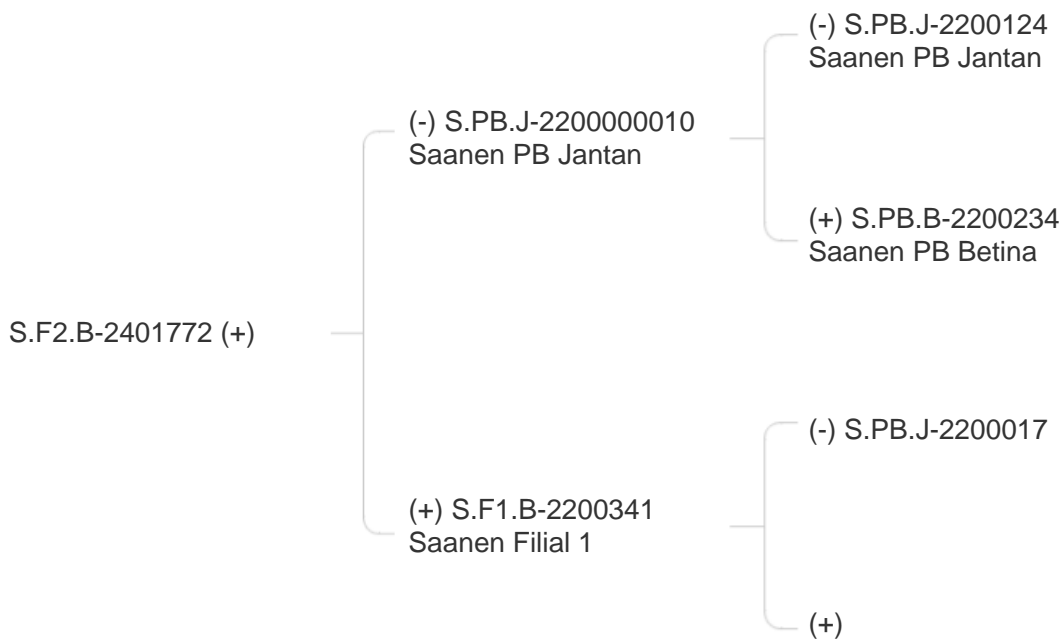 (-) S.PB.J-2200124
Saanen PB Jantan
(-) S.PB.J-2200000010
Saanen PB Jantan
(+) S.PB.B-2200234
Saanen PB Betina
S.F2.B-2401772 (+)
(-) S.PB.J-2200017
(+) S.F1.B-2200341
Saanen Filial 1
(+)